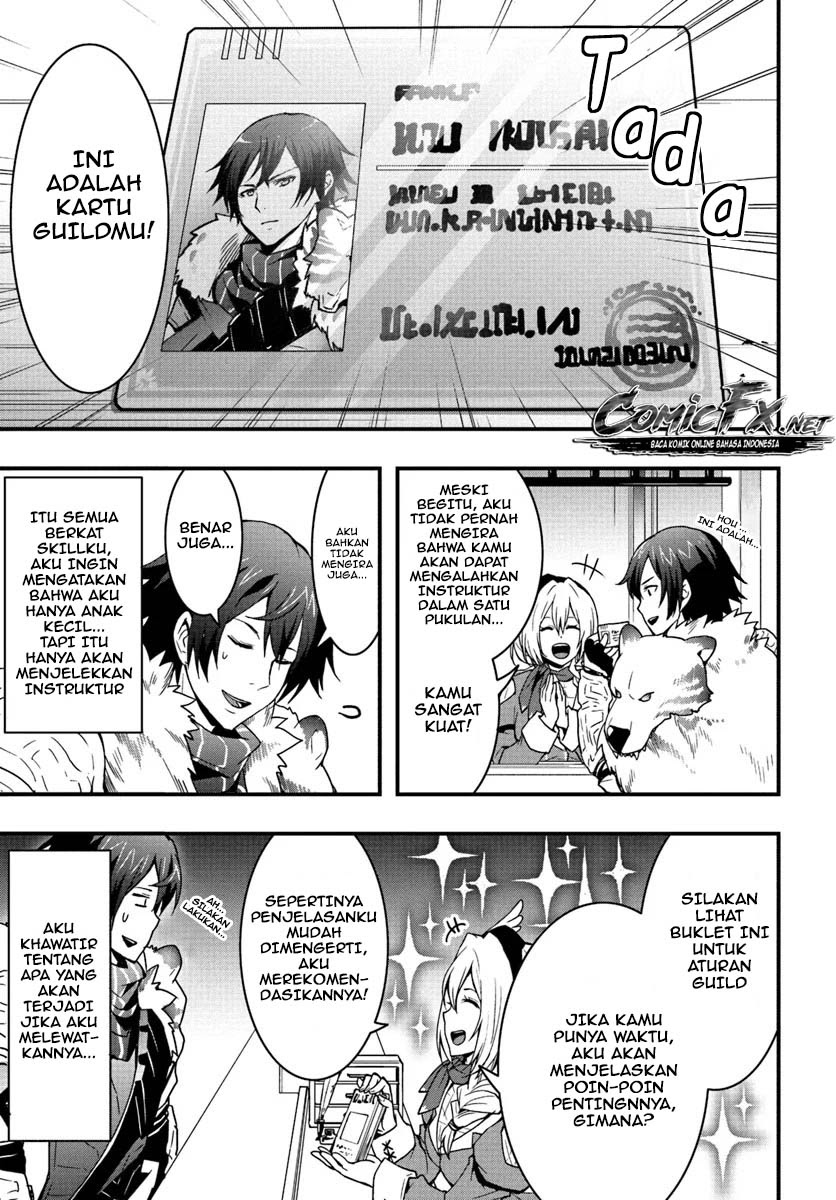 Tada
INI
ADALAH
KARTU
GUILDMU!
COMICFX.NET
BACA KOMIK ONLINE BAHASA INDONESIA
HOU...
INI ADALAH...
MESKI
BEGITU, AKU
TIDAK PERNAH
MENGIRA
BAHWA KAMU
AKAN DAPAT
MENGALAHKAN
INSTRUKTUR
DALAM SATU
PUKULAN...
KAMU
SANGAT
KUAT!
AKU
BAHKAN
TIDAK
MENGIRA
JUGA...
BENAR
JUGA...
ITU SEMUA
BERKAT
SKILLKU,
AKU INGIN
MENGATAKAN
BAHWA AKU
HANYA ANAK
KECIL...
TAPI ITU
HANYA AKAN
MENJELEKKAN
INSTRUKTUR
SILAKAN
LIHAT
BUKLET INI
UNTUK
ATURAN
GUILD
JIKA KAMU
PUNYA WAKTU,
AKU AKAN
MENJELASKAN
POIN-POIN
PENTINGNNYA,
GIMANA?
SEPERTINYA
PENJELASANKU
MUDAH
DIMENGERTI,
AKU
MEREKOMEN-
DASIKANNYA!
AH...
SILAKAN
LAKUKAN...
AKU
KHAWATIR
TENTANG
APA YANG
AKAN
TERJADI
JIKA AKU
MELEWAT-
KANNYA...